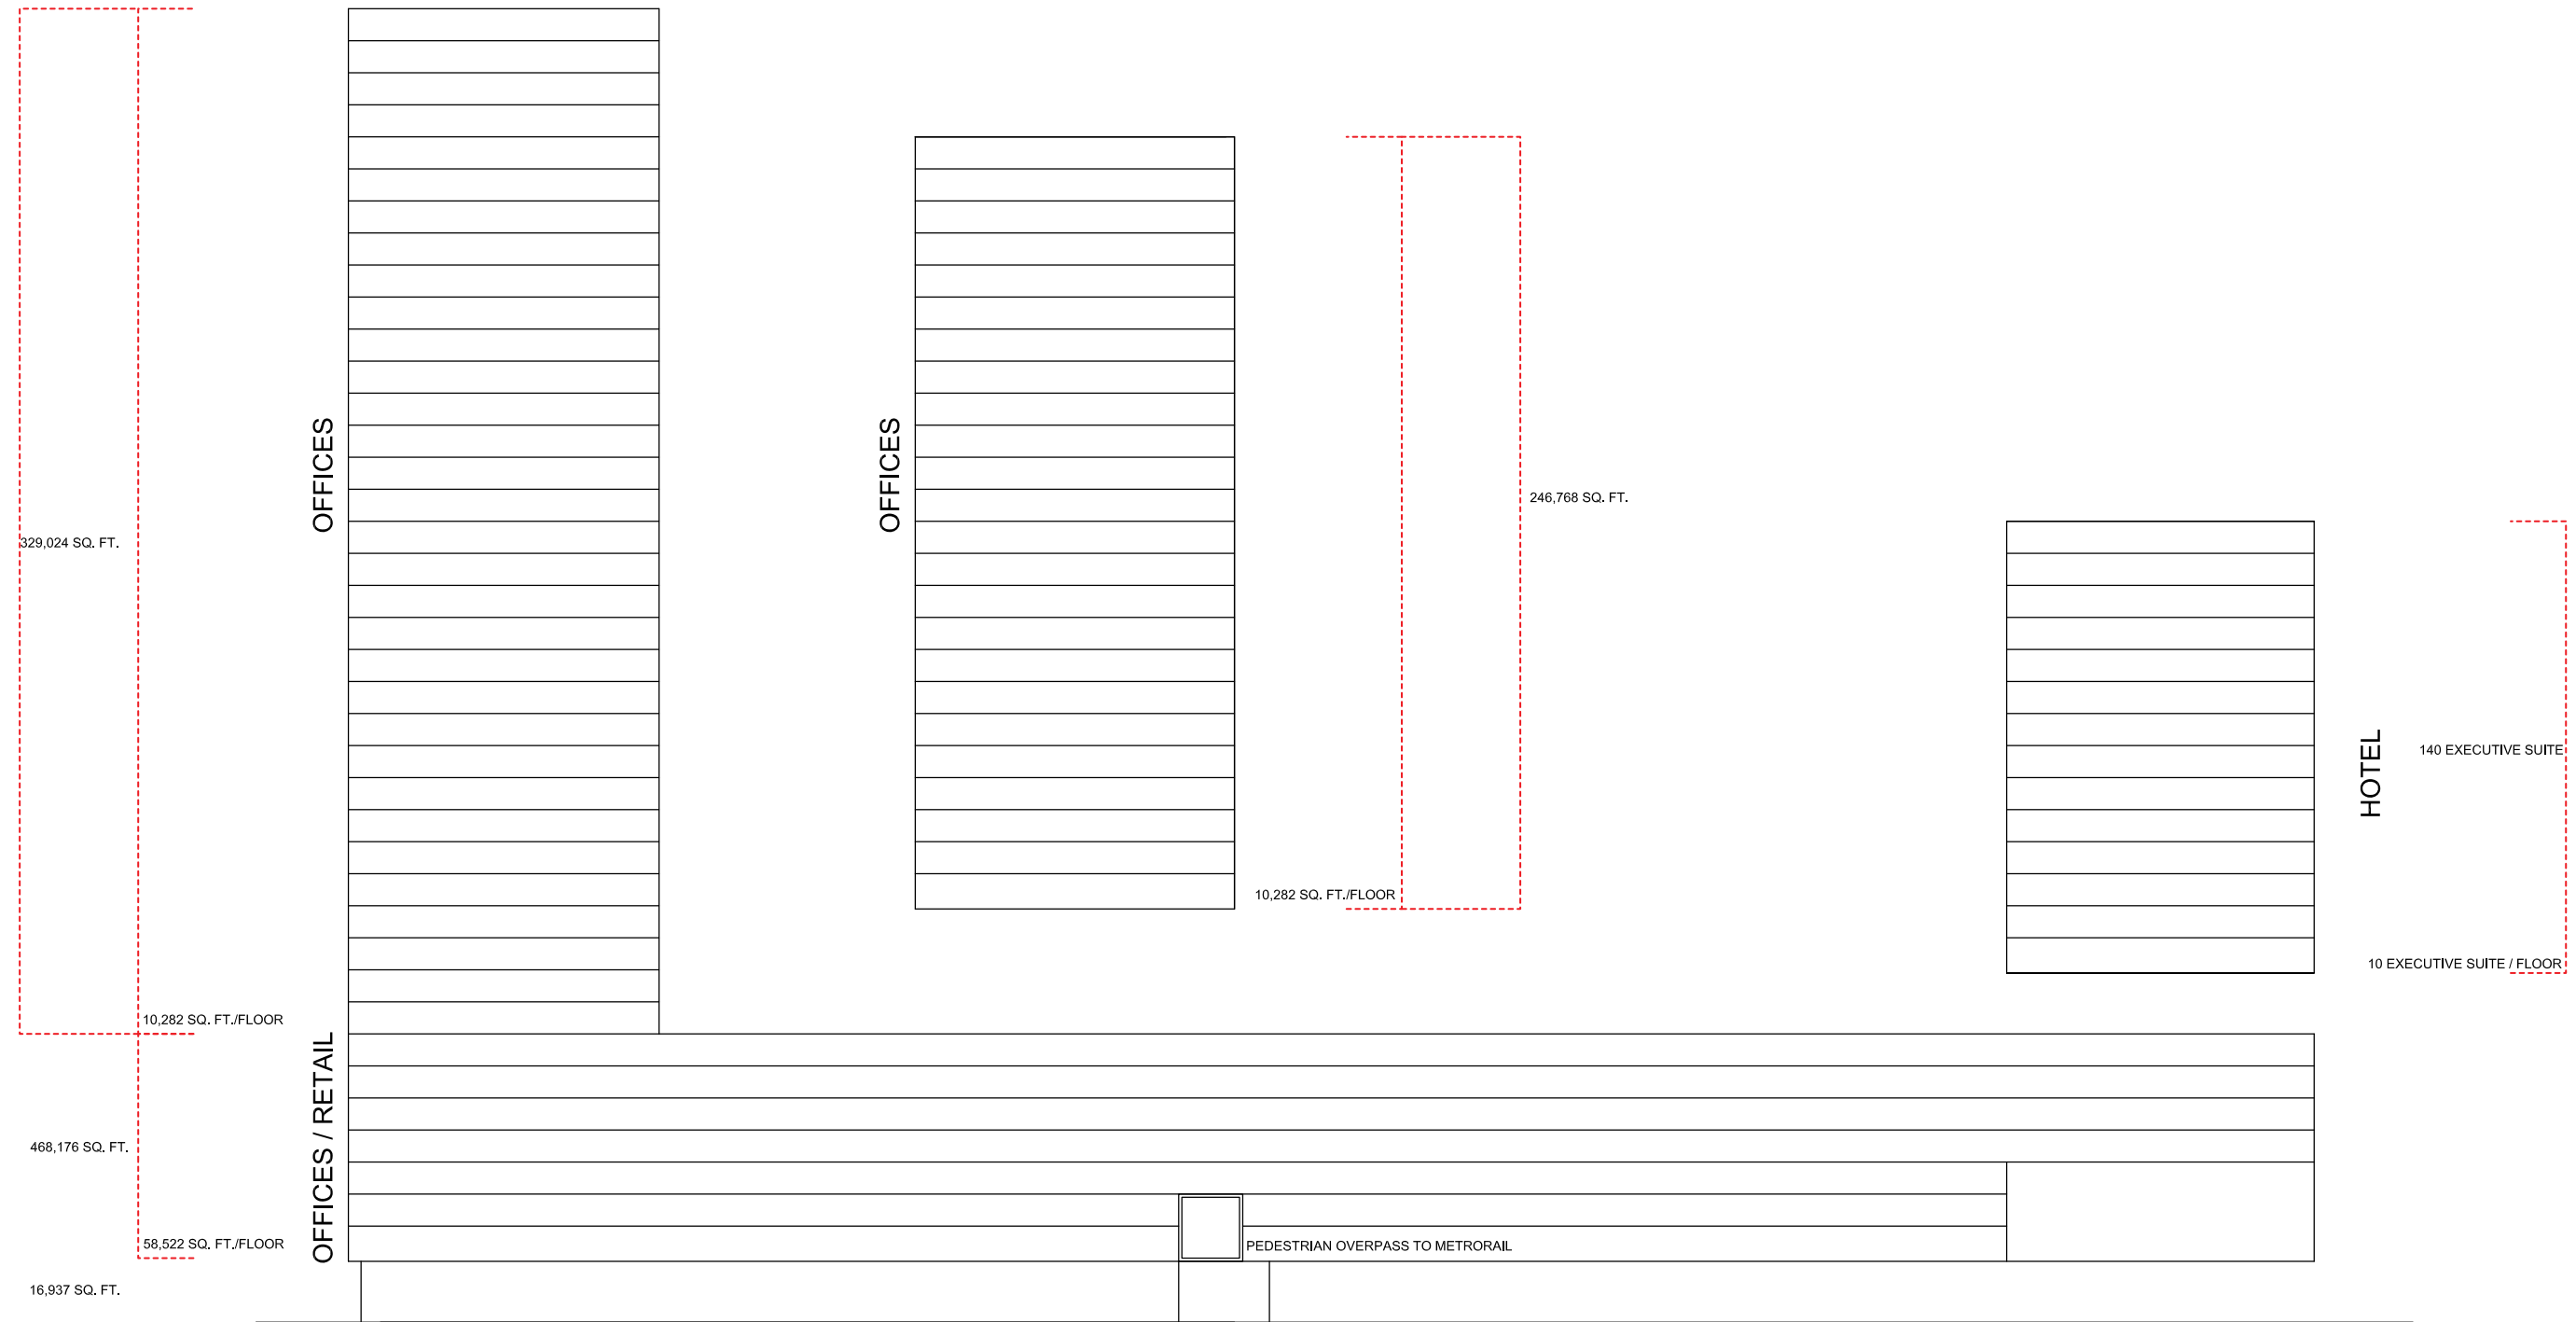 OFFICES
OFFICES
246,768 SQ. FT.
329,024 SQ. FT.
HOTEL
140 EXECUTIVE SUITE
10,282 SQ. FT./FLOOR
10 EXECUTIVE SUITE / FLOOR
10,282 SQ. FT./FLOOR
OFFICES / RETAIL
468,176 SQ. FT.
58,522 SQ. FT./FLOOR
PEDESTRIAN OVERPASS TO METRORAIL
16,937 SQ. FT.